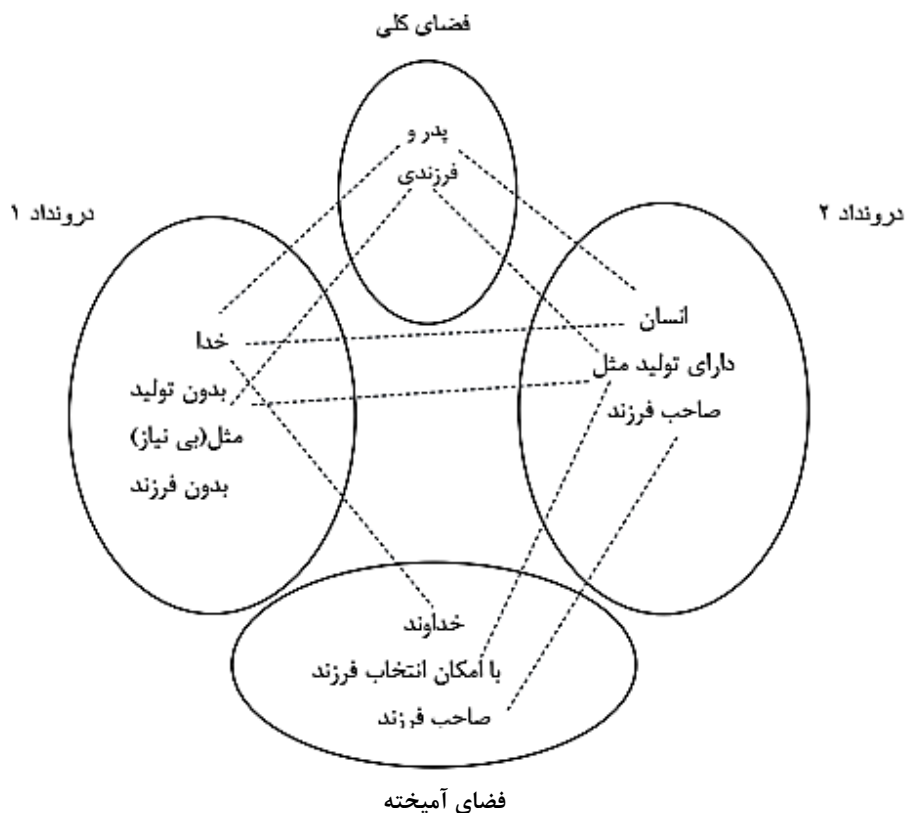 فضای کلی
پدر و
فرزندی
درونداد ۱
درونداد ۲
خدا
بدون تولید
مثل(بی نیاز)
بدون فرزند
انسان
دارای تولید مثل
صاحب فرزند
خداوند
با امکان انتخاب فرزند
صاحب فرزند
فضای آمیخته